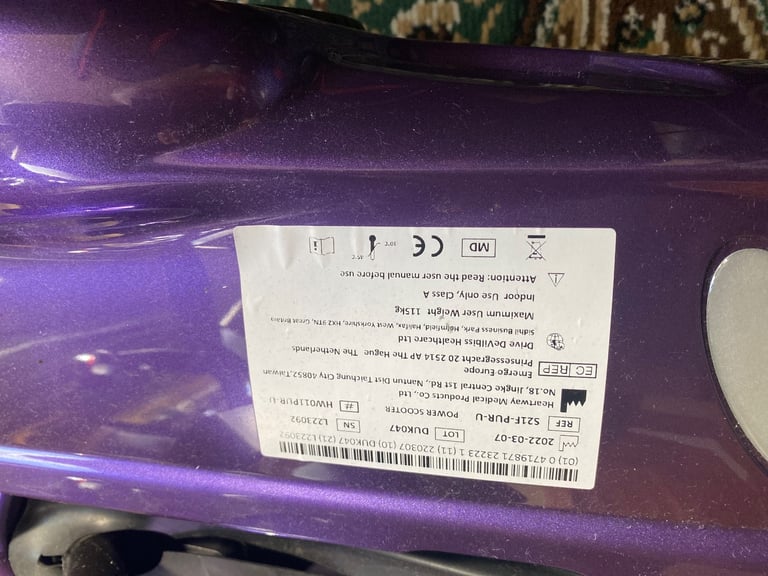 (01) 0 4719871 23223 1 (11) 220307 (10) DUK047 (21) L223092
2022-03-07 LOT DUK047 SN L223092
REF S21F-PUR-U POWER SCOOTER # HW011PUR-U
Heartway Medical Products Co., Ltd
No.18, Jingke Central 1st Rd., Nantun Dist Taichung City 40852,Taiwan
EC REP Emergo Europe
Prinsessegracht 20 2514 AP The Hague The Netherlands
Drive Devilbiss Healthcare Ltd
Sidhil Business Park, Holmfield, Halifax, West Yorkshire, HX2 9TN, Great Britain
Maximum User Weight 115kg
Indoor Use only, Class A
Attention: Read the user manual before use
MD CE